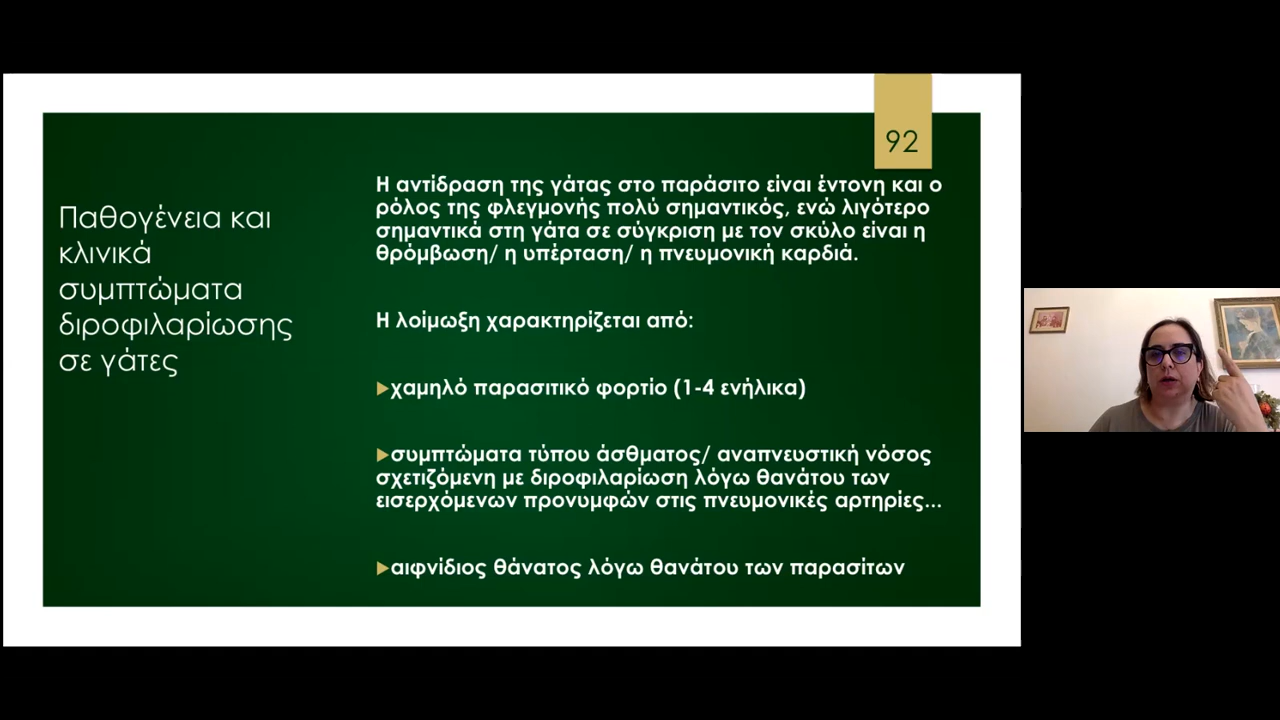 92
Παθογένεια και
κλινικά
συμπτώματα
διροφιλαρίωσης
σε γάτες
Η αντίδραση της γάτας στο παράσιτο είναι έντονη και ο
ρόλος της φλεγμονής πολύ σημαντικός, ενώ λιγότερο
σημαντικά στη γάτα σε σύγκριση με τον σκύλο είναι η
θρόμβωση/ η υπέρταση/ η πνευμονική καρδιά.
Η λοίμωξη χαρακτηρίζεται από:
χαμηλό παρασιτικό φορτίο (1-4 ενήλικα)
συμπτώματα τύπου άσθματος/ αναπνευστική νόσος
σχετιζόμενη με διροφιλαρίωση λόγω θανάτου των
εισερχόμενων προνυμφών στις πνευμονικές αρτηρίες...
αιφνίδιος θάνατος λόγω θανάτου των παρασίτων